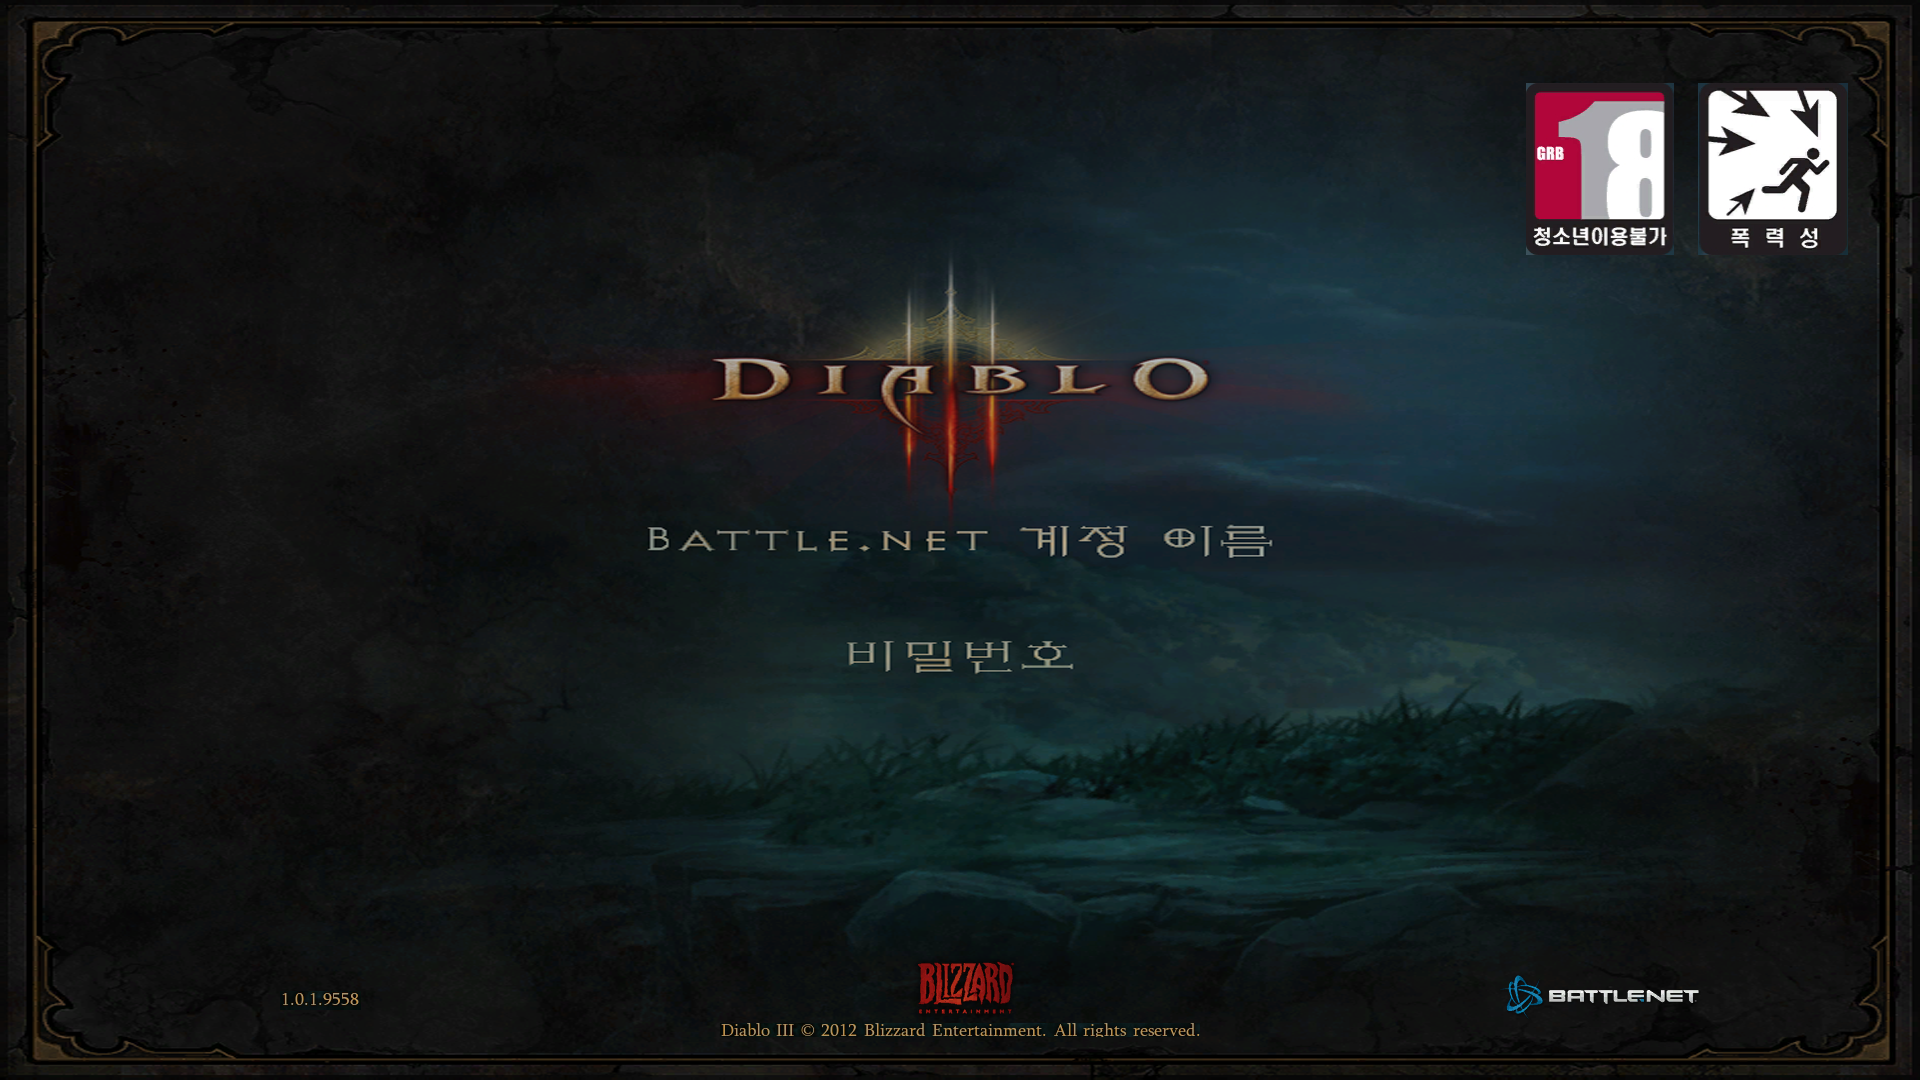 GRB
18
청소년이용불가
폭력성
DIABLO
III
BATTLE.NET 계정 이름
비밀번호
1.0.1.9558
BLIZZARD
ENTERTAINMENT
BATTLE.NET
Diablo III © 2012 Blizzard Entertainment. All rights reserved.